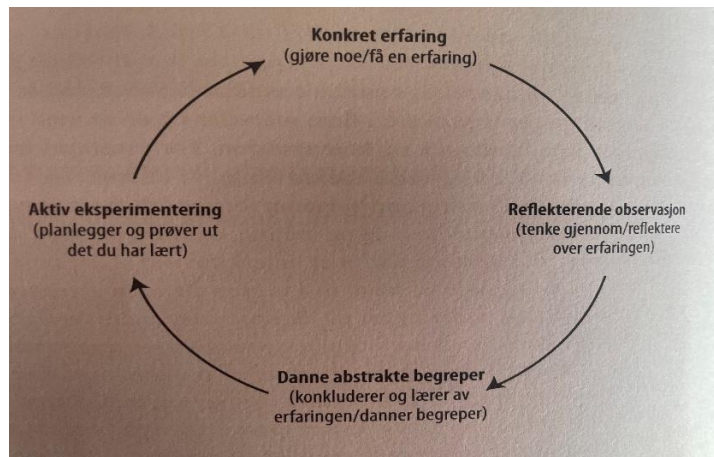 Konkret erfaring
(gjøre noe/få en erfaring)
Reflekterende observasjon
(tenke gjennom/reflektere
over erfaringen)
Danne abstrakte begreper
(konkluderer og lærer av
erfaringen/danner begreper)
Aktiv eksperimentering
(planlegger og prøver ut
det du har lært)